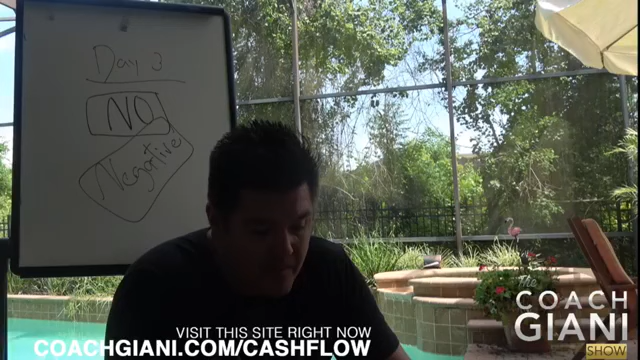 Day 3
NO
Negative
VISIT THIS SITE RIGHT NOW
COACHGIANI.COM/CASHFLOW
the
COACH
GIANI
SHOW